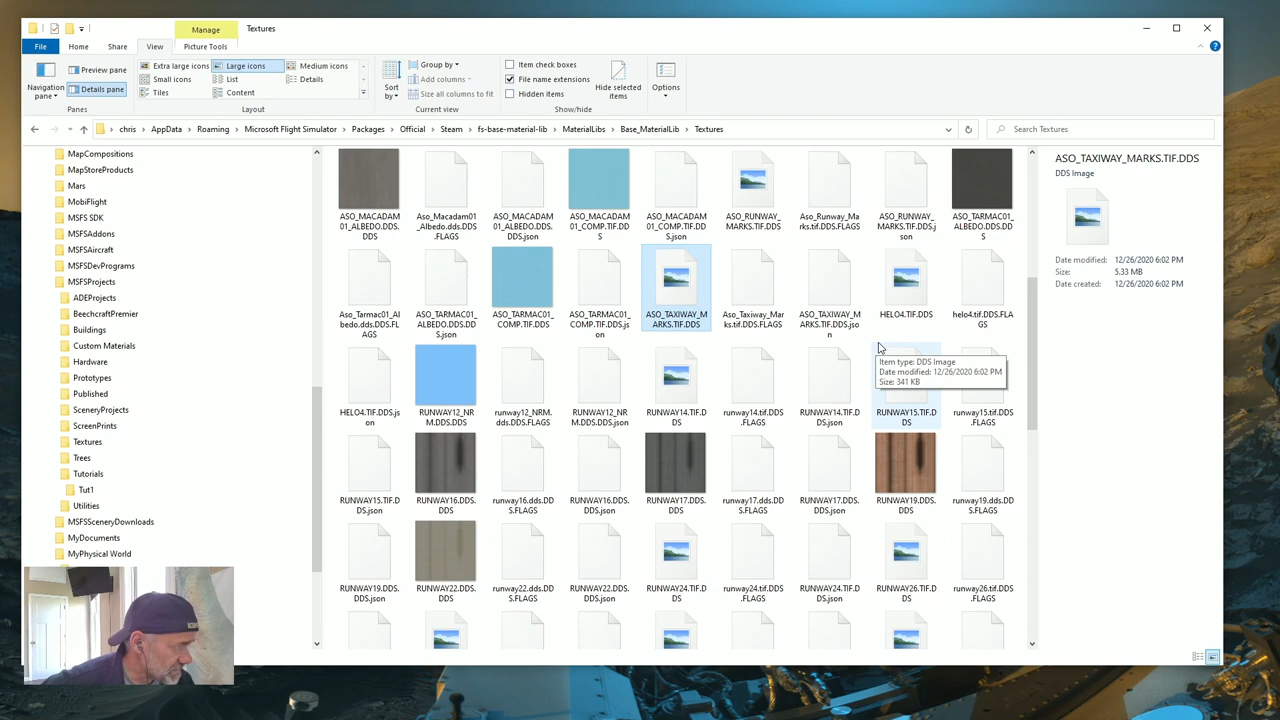 Manage
Textures
File
Home
Share
View
Picture Tools
Navigation pane
Preview pane
Details pane
Panes
Extra large icons
Large icons
Medium icons
Small icons
List
Details
Tiles
Content
Layout
Sort by
Group by
Add columns
Size all columns to fit
Current view
Item check boxes
File name extensions
Hidden items
Hide selected items
Show/hide
Options
chris > AppData > Roaming > Microsoft Flight Simulator > Packages > Official > Steam > fs-base-material-lib > MaterialLibs > Base_MaterialLib > Textures
Search Textures
MapCompositions
MapStoreProducts
Mars
MobiFlight
MSFS SDK
MSFSAddons
MSFSAircraft
MSFSDevPrograms
MSFSProjects
ADEProjects
BeechcraftPremier
Buildings
Custom Materials
Hardware
Prototypes
Published
SceneryProjects
ScreenPrints
Textures
Trees
Tutorials
Tut1
Utilities
MSFSSceneryDownloads
MyDocuments
MyPhysical World
ASO_MACADAM01_ALBEDO.DDS.DDS
Aso_Macadam01_Albedo.dds.DDS.FLAGS
ASO_MACADAM01_ALBEDO.DDS.DDS.json
ASO_MACADAM01_COMP.TIF.DDS
ASO_MACADAM01_COMP.TIF.DDS.json
ASO_RUNWAY_MARKS.TIF.DDS
Aso_Runway_Marks.tif.DDS.FLAGS
ASO_RUNWAY_MARKS.TIF.DDS.json
ASO_TARMAC01_ALBEDO.DDS.DDS
Aso_Tarmac01_Albedo.dds.DDS.FLAGS
ASO_TARMAC01_ALBEDO.DDS.DDS.json
ASO_TARMAC01_COMP.TIF.DDS
ASO_TARMAC01_COMP.TIF.DDS.json
ASO_TAXIWAY_MARKS.TIF.DDS
Aso_Taxiway_Marks.tif.DDS.FLAGS
ASO_TAXIWAY_MARKS.TIF.DDS.json
HELO4.TIF.DDS
helo4.tif.DDS.FLAGS
HELO4.TIF.DDS.json
RUNWAY12_NRM.DDS.DDS
runway12_NRM.dds.DDS.FLAGS
RUNWAY12_NRM.DDS.DDS.json
RUNWAY14.TIF.DDS
runway14.tif.DDS.FLAGS
RUNWAY14.TIF.DDS.json
RUNWAY15.TIF.DDS
runway15.tif.DDS.FLAGS
RUNWAY15.TIF.DDS.json
RUNWAY16.DDS.DDS
runway16.dds.DDS.FLAGS
RUNWAY16.DDS.DDS.json
RUNWAY17.DDS.DDS
runway17.dds.DDS.FLAGS
RUNWAY17.DDS.DDS.json
RUNWAY19.DDS.DDS
runway19.dds.DDS.FLAGS
RUNWAY19.DDS.DDS.json
RUNWAY22.DDS.DDS
runway22.dds.DDS.FLAGS
RUNWAY22.DDS.DDS.json
RUNWAY24.TIF.DDS
runway24.tif.DDS.FLAGS
RUNWAY24.TIF.DDS.json
RUNWAY26.TIF.DDS
runway26.tif.DDS.FLAGS
Item type: DDS Image
Date modified: 12/26/2020 6:02 PM
Size: 341 KB
ASO_TAXIWAY_MARKS.TIF.DDS
DDS Image
Date modified: 12/26/2020 6:02 PM
Size: 5.33 MB
Date created: 12/26/2020 6:02 PM